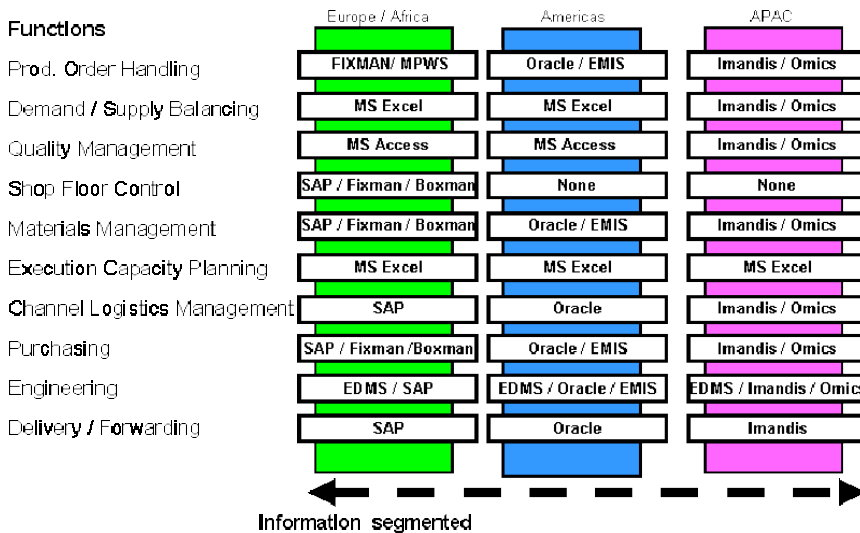 Europe / Africa Americas APAC
Functions
Prod. Order Handling FIXMAN/ MPWS Oracle / EMIS Imandis / Omics
Demand / Supply Balancing MS Excel MS Excel Imandis / Omics
Quality Management MS Access MS Access Imandis / Omics
Shop Floor Control SAP / Fixman / Boxman None None
Materials Management SAP / Fixman / Boxman Oracle / EMIS Imandis / Omics
Execution Capacity Planning MS Excel MS Excel MS Excel
Channel Logistics Management SAP Oracle Imandis / Omics
Purchasing SAP / Fixman /Boxman Oracle / EMIS Imandis / Omics
Engineering EDMS / SAP EDMS / Oracle / EMIS EDMS / Imandis / Omics
Delivery / Forwarding SAP Oracle Imandis
Information segmented